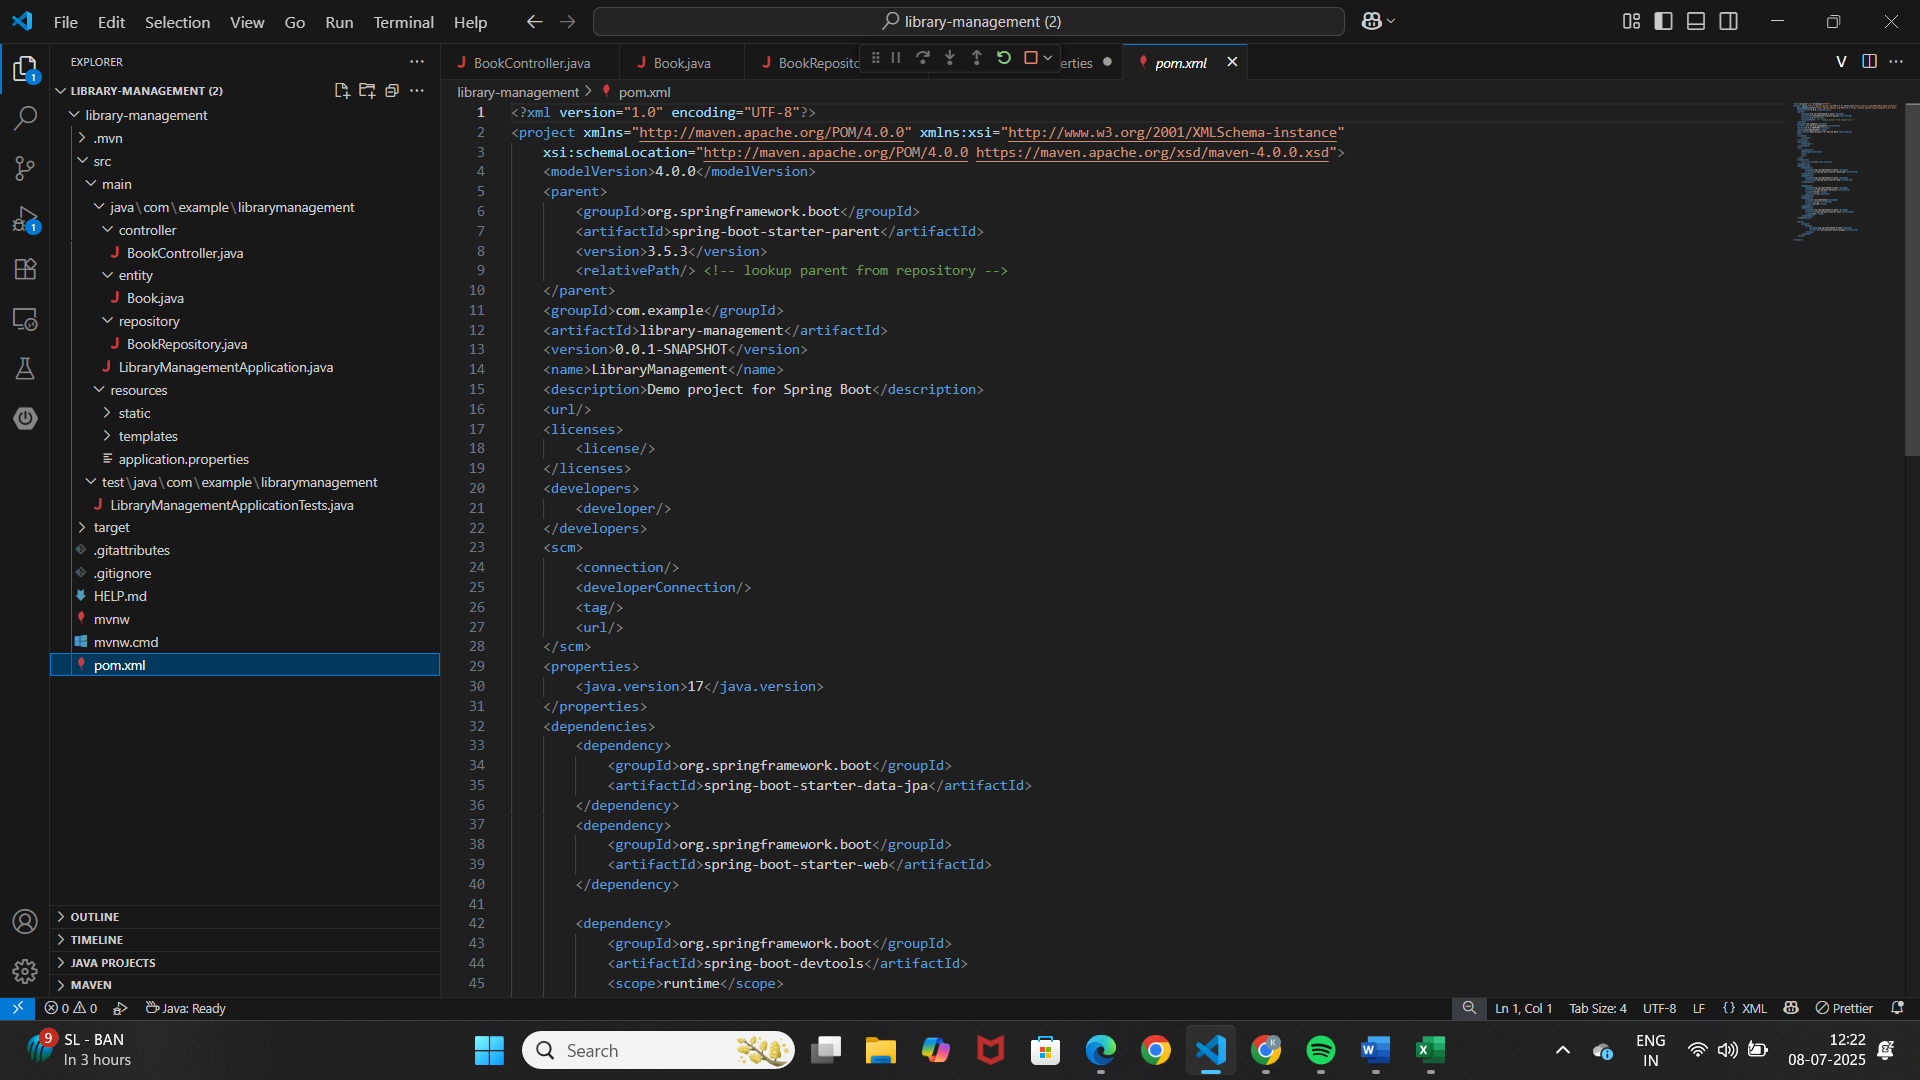 File Edit Selection View Go Run Terminal Help
library-management (2)
EXPLORER
LIBRARY-MANAGEMENT (2)
library-management
.mvn
src
main
java\com\example\librarymanagement
controller
BookController.java
entity
Book.java
repository
BookRepository.java
LibraryManagementApplication.java
resources
static
templates
application.properties
test\java\com\example\librarymanagement
LibraryManagementApplicationTests.java
target
.gitattributes
.gitignore
HELP.md
mvnw
mvnw.cmd
pom.xml
OUTLINE
TIMELINE
JAVA PROJECTS
MAVEN
1
1
BookController.java Book.java BookReposito erties pom.xml
V
library-management > pom.xml
1 <?xml version="1.0" encoding="UTF-8"?>
2 <project xmlns="http://maven.apache.org/POM/4.0.0" xmlns:xsi="http://www.w3.org/2001/XMLSchema-instance"
3 xsi:schemaLocation="http://maven.apache.org/POM/4.0.0 https://maven.apache.org/xsd/maven-4.0.0.xsd">
4 <modelVersion>4.0.0</modelVersion>
5 <parent>
6 <groupId>org.springframework.boot</groupId>
7 <artifactId>spring-boot-starter-parent</artifactId>
8 <version>3.5.3</version>
9 <relativePath/> <!-- lookup parent from repository -->
10 </parent>
11 <groupId>com.example</groupId>
12 <artifactId>library-management</artifactId>
13 <version>0.0.1-SNAPSHOT</version>
14 <name>LibraryManagement</name>
15 <description>Demo project for Spring Boot</description>
16 <url/>
17 <licenses>
18 <license/>
19 </licenses>
20 <developers>
21 <developer/>
22 </developers>
23 <scm>
24 <connection/>
25 <developerConnection/>
26 <tag/>
27 <url/>
28 </scm>
29 <properties>
30 <java.version>17</java.version>
31 </properties>
32 <dependencies>
33 <dependency>
34 <groupId>org.springframework.boot</groupId>
35 <artifactId>spring-boot-starter-data-jpa</artifactId>
36 </dependency>
37 <dependency>
38 <groupId>org.springframework.boot</groupId>
39 <artifactId>spring-boot-starter-web</artifactId>
40 </dependency>
41
42 <dependency>
43 <groupId>org.springframework.boot</groupId>
44 <artifactId>spring-boot-devtools</artifactId>
45 <scope>runtime</scope>
0 0 Java: Ready Ln 1, Col 1 Tab Size: 4 UTF-8 LF {} XML Prettier
9 SL - BAN
In 3 hours
Search
ENG
IN
12:22
08-07-2025